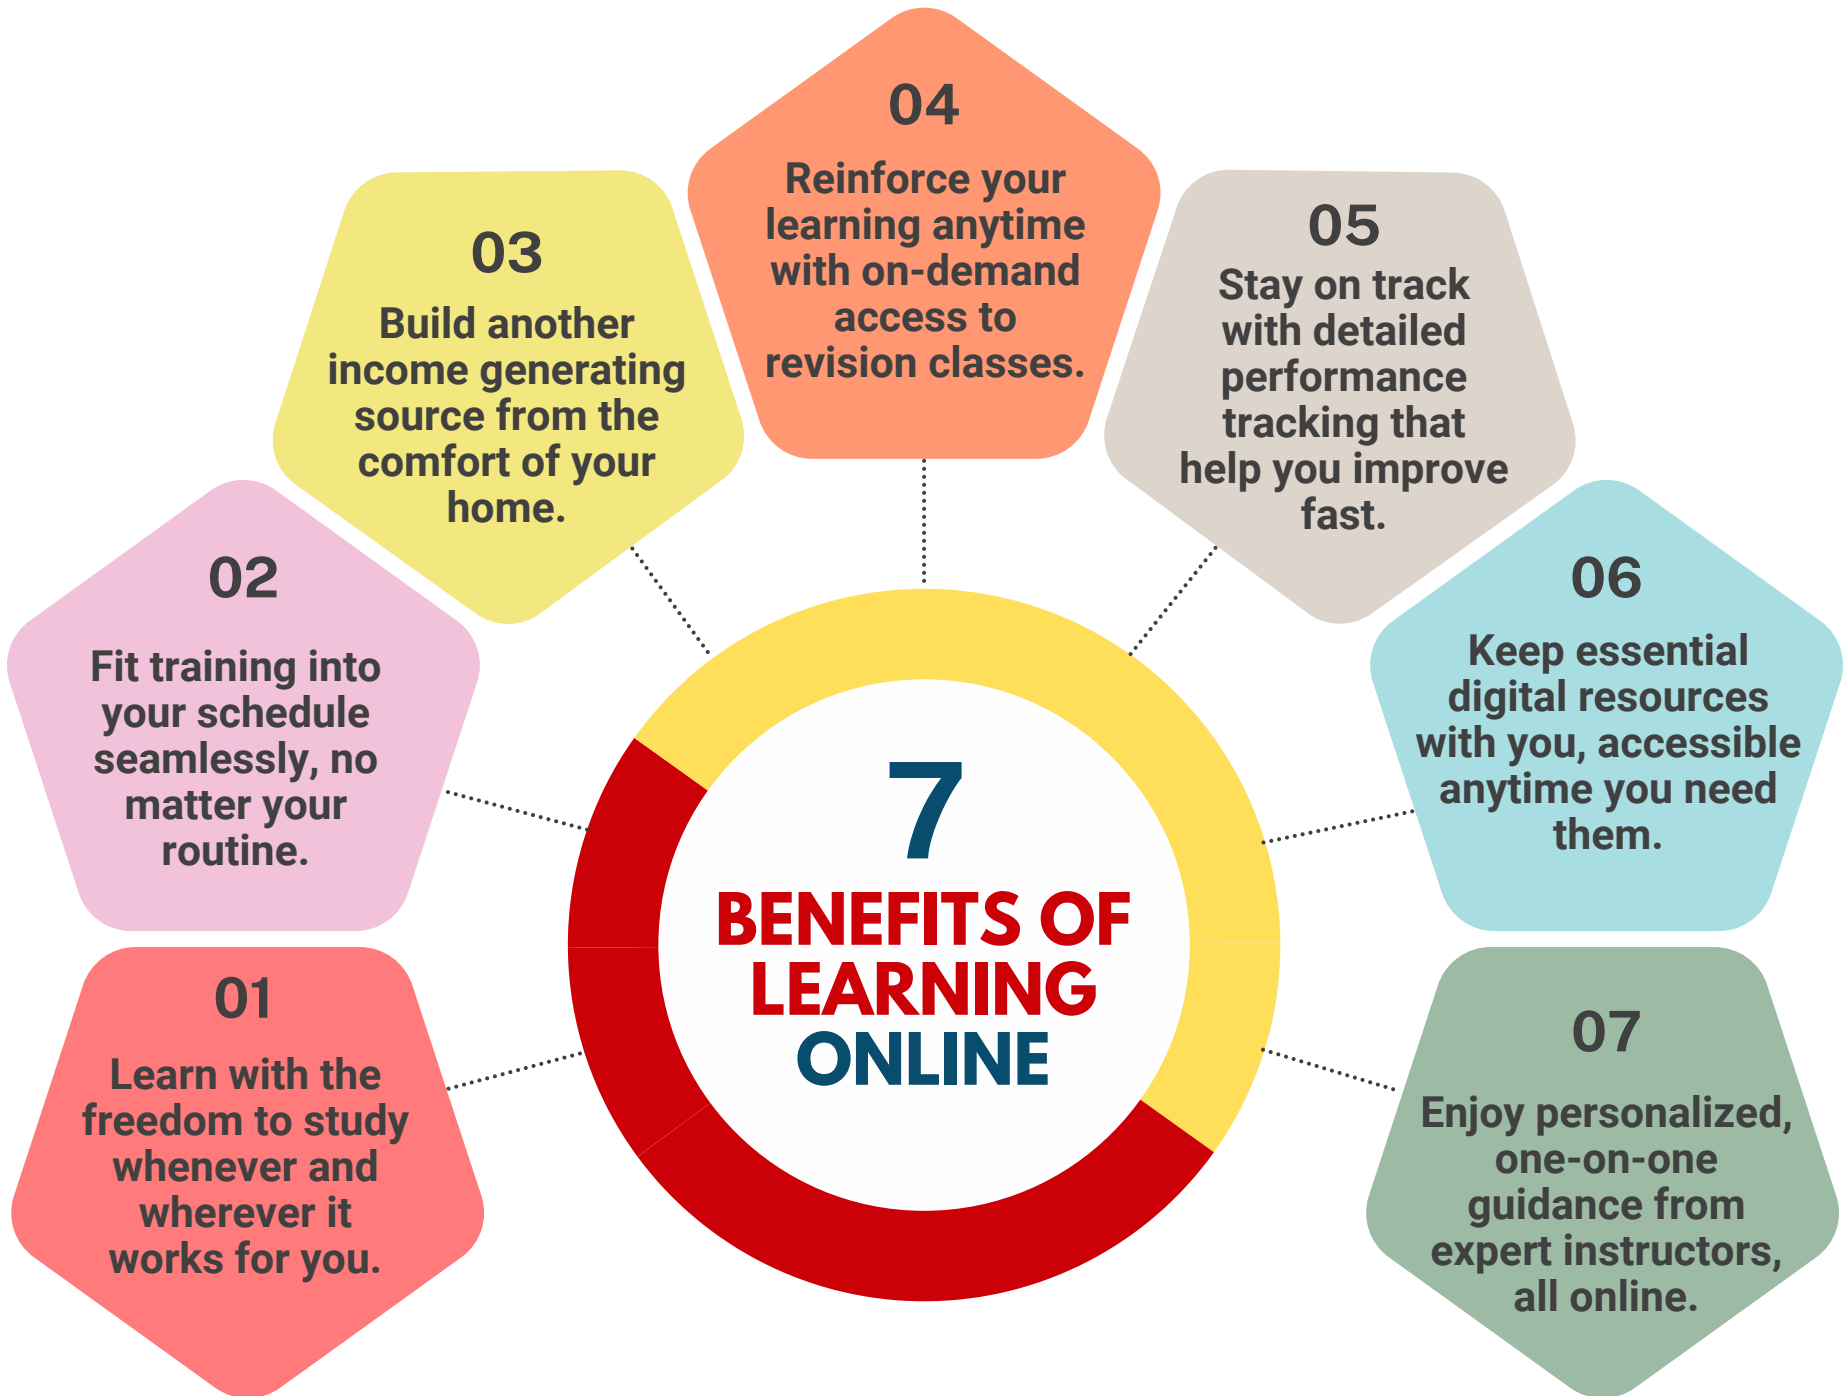 7
BENEFITS OF
LEARNING
ONLINE
01
Learn with the
freedom to study
whenever and
wherever it
works for you.
02
Fit training into
your schedule
seamlessly, no
matter your
routine.
03
Build another
income generating
source from the
comfort of your
home.
04
Reinforce your
learning anytime
with on-demand
access to
revision classes.
05
Stay on track
with detailed
performance
tracking that
help you improve
fast.
06
Keep essential
digital resources
with you, accessible
anytime you need
them.
07
Enjoy personalized,
one-on-one
guidance from
expert instructors,
all online.